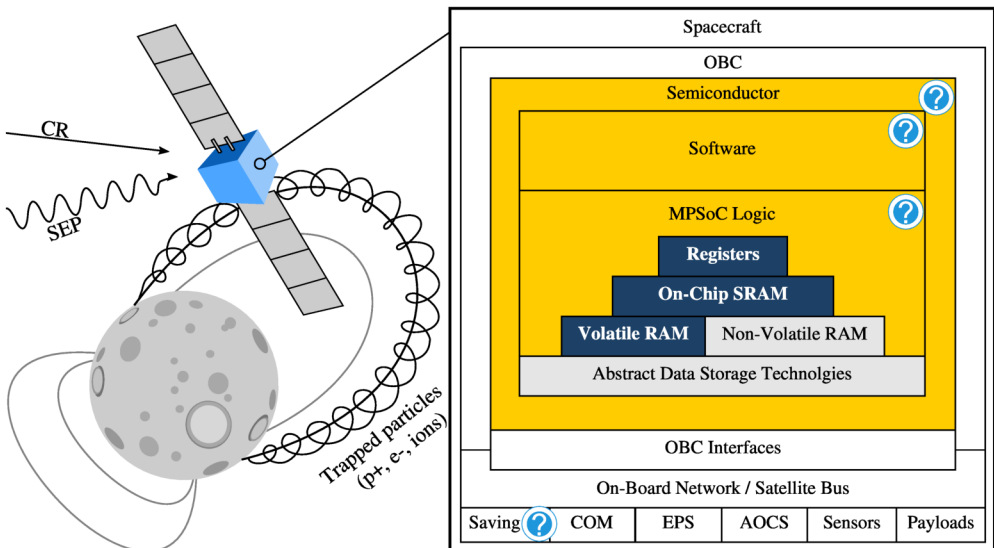 CR
SEP
Trapped particles
(p+, e-, ions)
Spacecraft
OBC
Semiconductor
?
?
Software
MPSoC Logic
?
Registers
On-Chip SRAM
Volatile RAM
Non-Volatile RAM
Abstract Data Storage Technolgies
OBC Interfaces
On-Board Network / Satellite Bus
Saving ? COM EPS AOCS Sensors Payloads